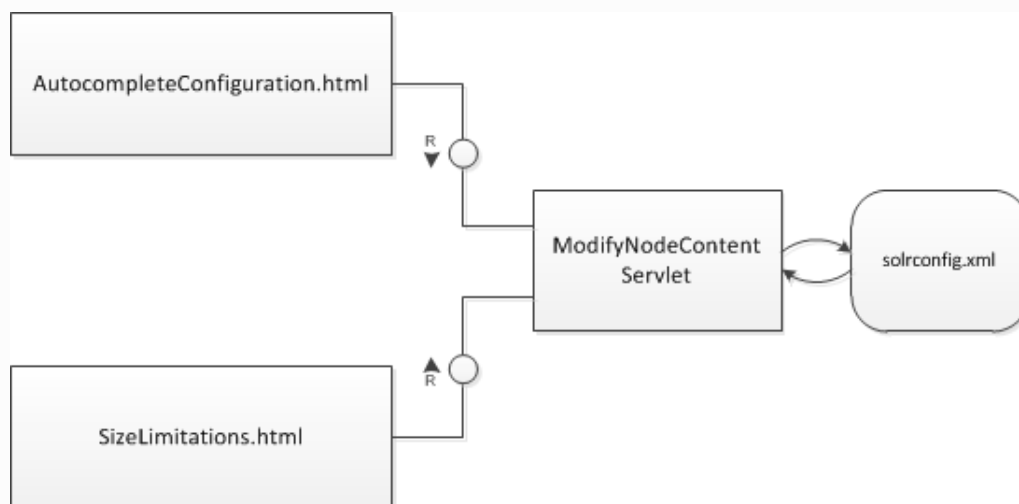 AutocompleteConfiguration.html
R
ModifyNodeContent
Servlet
solrconfig.xml
R
SizeLimitations.html